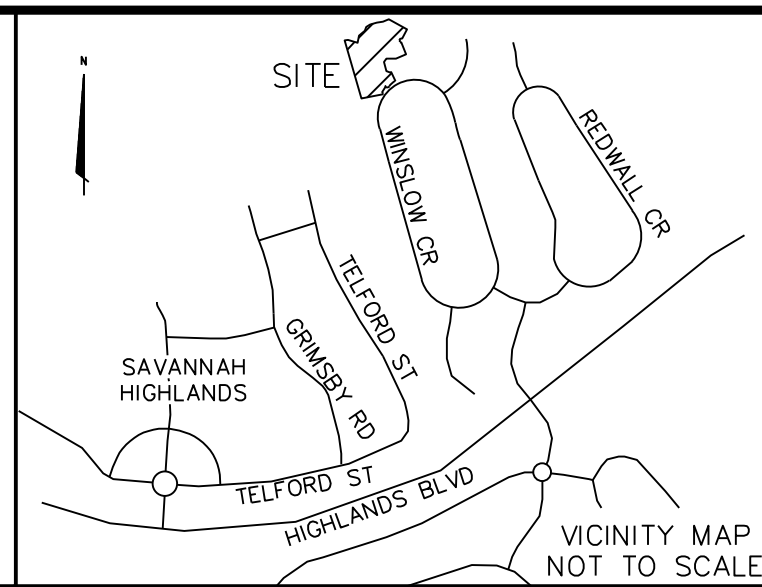 N
SITE
WINSLOW CR
REDWALL CR
TELFORD ST
GRIMSBY RD
SAVANNAH
HIGHLANDS
TELFORD ST
HIGHLANDS BLVD
VICINITY MAP
NOT TO SCALE